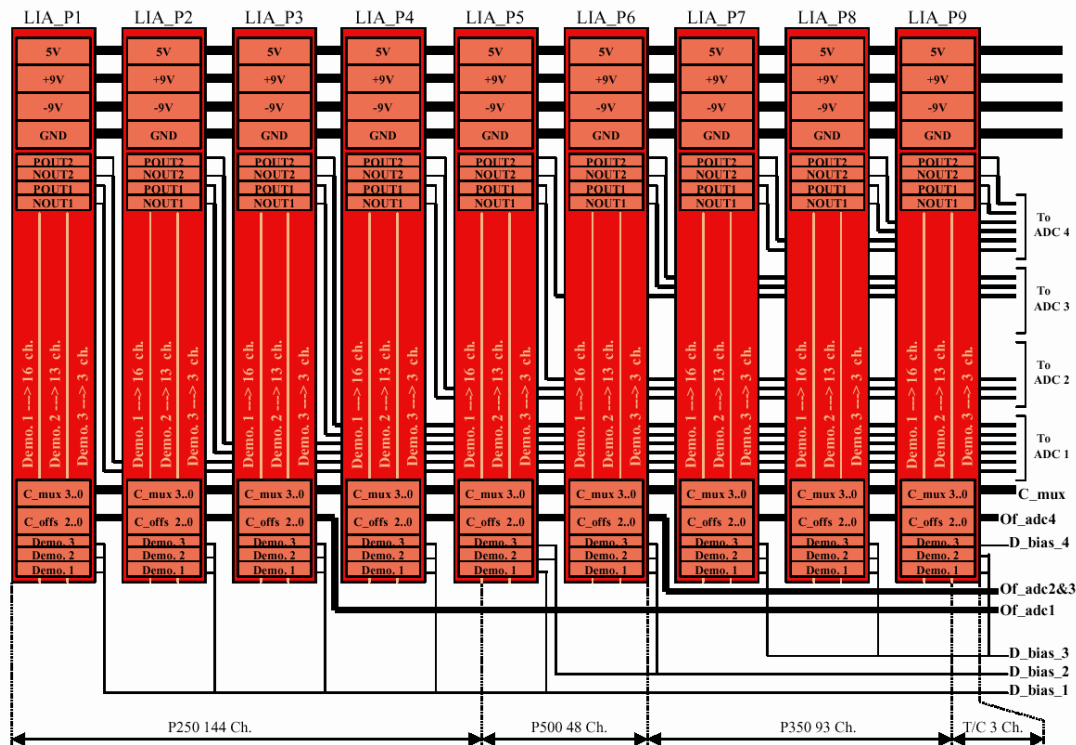 LIA_P1 LIA_P2 LIA_P3 LIA_P4 LIA_P5 LIA_P6 LIA_P7 LIA_P8 LIA_P9
5V 5V 5V 5V 5V 5V 5V 5V 5V
+9V +9V +9V +9V +9V +9V +9V +9V +9V
-9V -9V -9V -9V -9V -9V -9V -9V -9V
GND GND GND GND GND GND GND GND GND
POUT2 POUT2 POUT2 POUT2 POUT2 POUT2 POUT2 POUT2 POUT2
NOUT2 NOUT2 NOUT2 NOUT2 NOUT2 NOUT2 NOUT2 NOUT2 NOUT2
POUT1 POUT1 POUT1 POUT1 POUT1 POUT1 POUT1 POUT1 POUT1
NOUT1 NOUT1 NOUT1 NOUT1 NOUT1 NOUT1 NOUT1 NOUT1 NOUT1
To
ADC 4
To
ADC 3
To
ADC 2
To
ADC 1
Demo. 1 ---> 16 ch.
Demo. 2 ---> 13 ch.
Demo. 3 ---> 3 ch.
Demo. 1 ---> 16 ch.
Demo. 2 ---> 13 ch.
Demo. 3 ---> 3 ch.
Demo. 1 ---> 16 ch.
Demo. 2 ---> 13 ch.
Demo. 3 ---> 3 ch.
Demo. 1 ---> 16 ch.
Demo. 2 ---> 13 ch.
Demo. 3 ---> 3 ch.
Demo. 1 ---> 16 ch.
Demo. 2 ---> 13 ch.
Demo. 3 ---> 3 ch.
Demo. 1 ---> 16 ch.
Demo. 2 ---> 13 ch.
Demo. 3 ---> 3 ch.
Demo. 1 ---> 16 ch.
Demo. 2 ---> 13 ch.
Demo. 3 ---> 3 ch.
Demo. 1 ---> 16 ch.
Demo. 2 ---> 13 ch.
Demo. 3 ---> 3 ch.
Demo. 1 ---> 16 ch.
Demo. 2 ---> 13 ch.
Demo. 3 ---> 3 ch.
C_mux 3..0 C_mux 3..0 C_mux 3..0 C_mux 3..0 C_mux 3..0 C_mux 3..0 C_mux 3..0 C_mux 3..0 C_mux 3..0 C_mux
C_offs 2..0 C_offs 2..0 C_offs 2..0 C_offs 2..0 C_offs 2..0 C_offs 2..0 C_offs 2..0 C_offs 2..0 C_offs 2..0 Of_adc4
Demo. 3 Demo. 3 Demo. 3 Demo. 3 Demo. 3 Demo. 3 Demo. 3 Demo. 3 Demo. 3 D_bias_4
Demo. 2 Demo. 2 Demo. 2 Demo. 2 Demo. 2 Demo. 2 Demo. 2 Demo. 2 Demo. 2
Demo. 1 Demo. 1 Demo. 1 Demo. 1 Demo. 1 Demo. 1 Demo. 1 Demo. 1 Demo. 1
Of_adc2&3
Of_adc1
D_bias_3
D_bias_2
D_bias_1
P250 144 Ch. P500 48 Ch. P350 93 Ch. T/C 3 Ch.